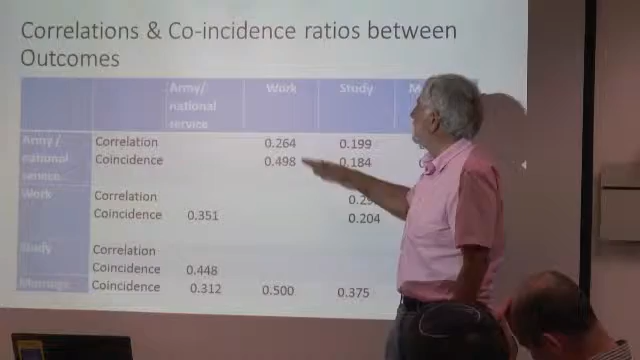 Correlations & Co-incidence ratios between
Outcomes
Army/ Work Study
national
service
Army / Correlation 0.264 0.199
national Coincidence 0.498 0.184
service
Work Correlation
Coincidence 0.351 0.204
Study Correlation
Coincidence 0.448
Marriage Coincidence 0.312 0.500 0.375